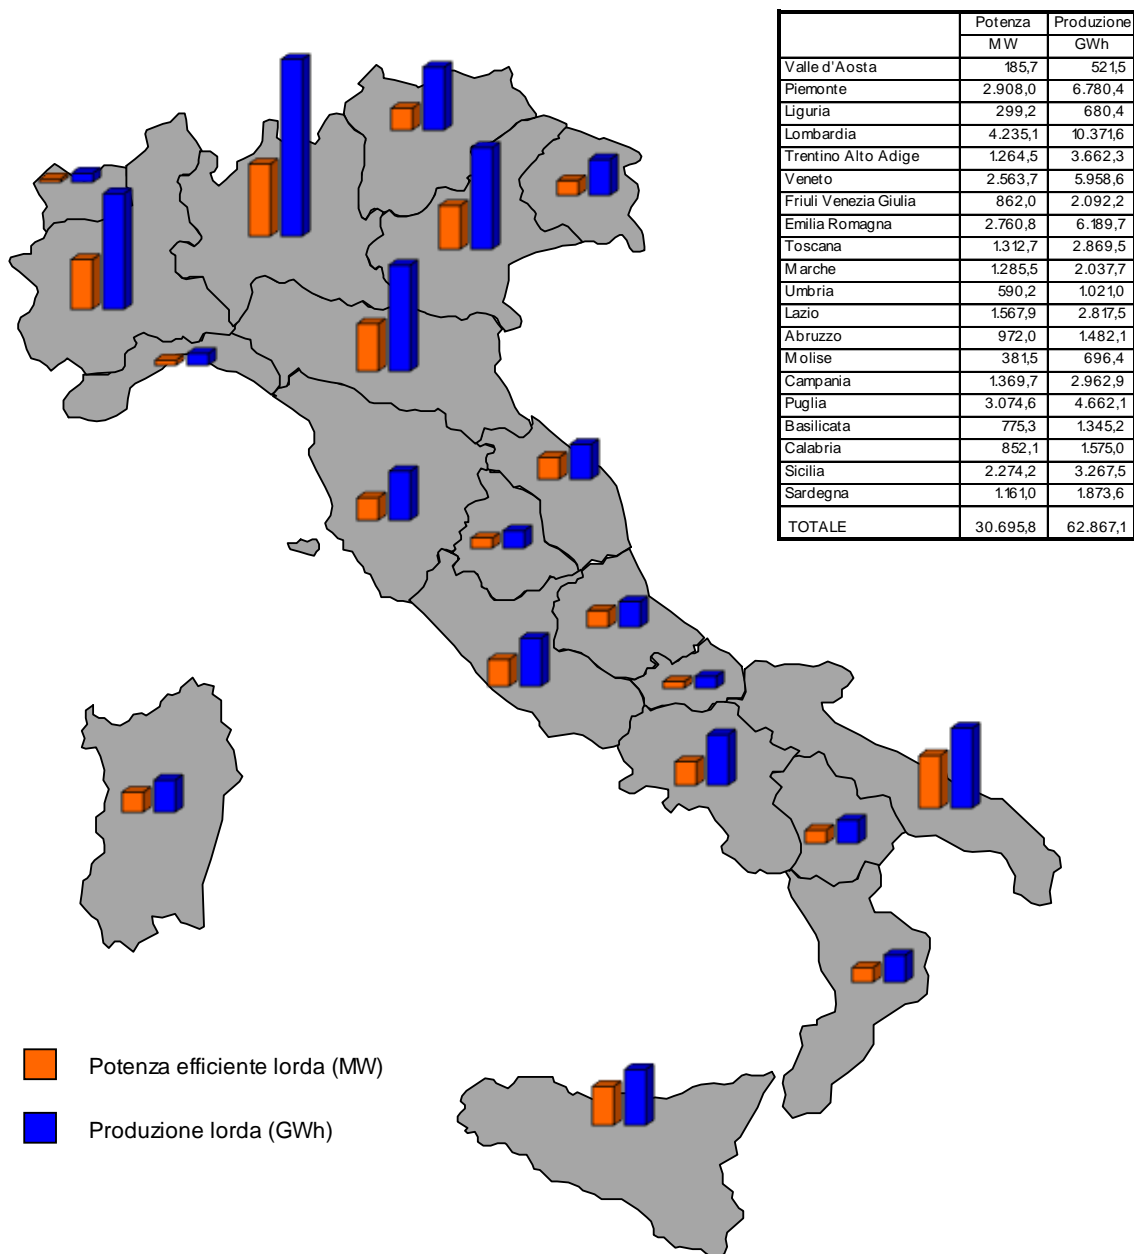 Potenza Produzione
MW GWh
Valle d'Aosta 185,7 521,5
Piemonte 2.908,0 6.780,4
Liguria 299,2 680,4
Lombardia 4.235,1 10.371,6
Trentino Alto Adige 1.264,5 3.662,3
Veneto 2.563,7 5.958,6
Friuli Venezia Giulia 862,0 2.092,2
Emilia Romagna 2.760,8 6.189,7
Toscana 1.312,7 2.869,5
Marche 1.285,5 2.037,7
Umbria 590,2 1.021,0
Lazio 1.567,9 2.817,5
Abruzzo 972,0 1.482,1
Molise 381,5 696,4
Campania 1.369,7 2.962,9
Puglia 3.074,6 4.662,1
Basilicata 775,3 1.345,2
Calabria 852,1 1.575,0
Sicilia 2.274,2 3.267,5
Sardegna 1.161,0 1.873,6
TOTALE 30.695,8 62.867,1
Potenza efficiente lorda (MW)
Produzione lorda (GWh)